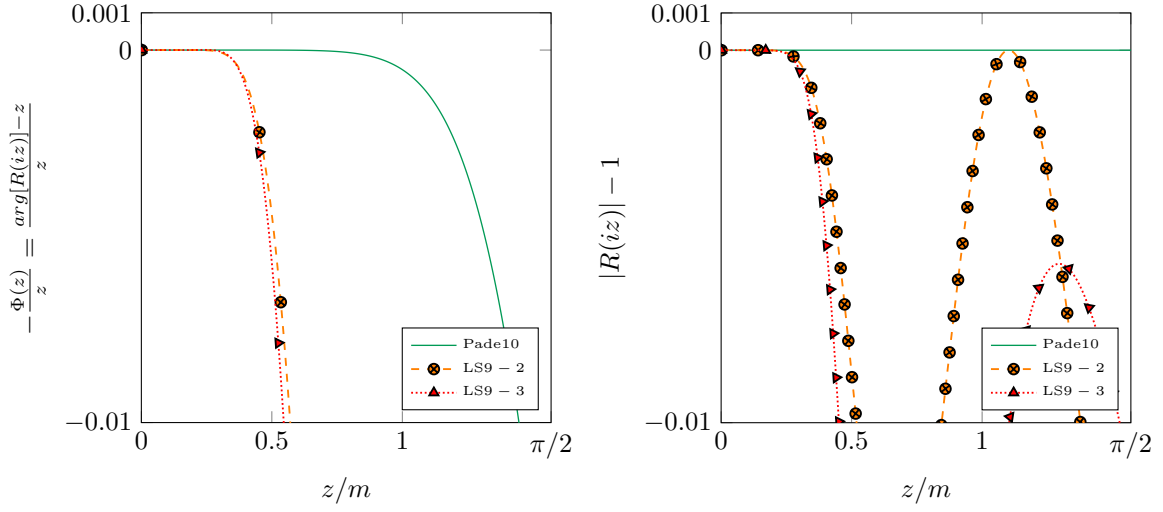 0.001
0
−0.01
0
0.5
1
π/2
z/m
−Φ(z)/z = arg[R(iz)]−z/z
Pade10
LS9 − 2
LS9 − 3
0.001
0
−0.01
0
0.5
1
π/2
z/m
|R(iz)| − 1
Pade10
LS9 − 2
LS9 − 3